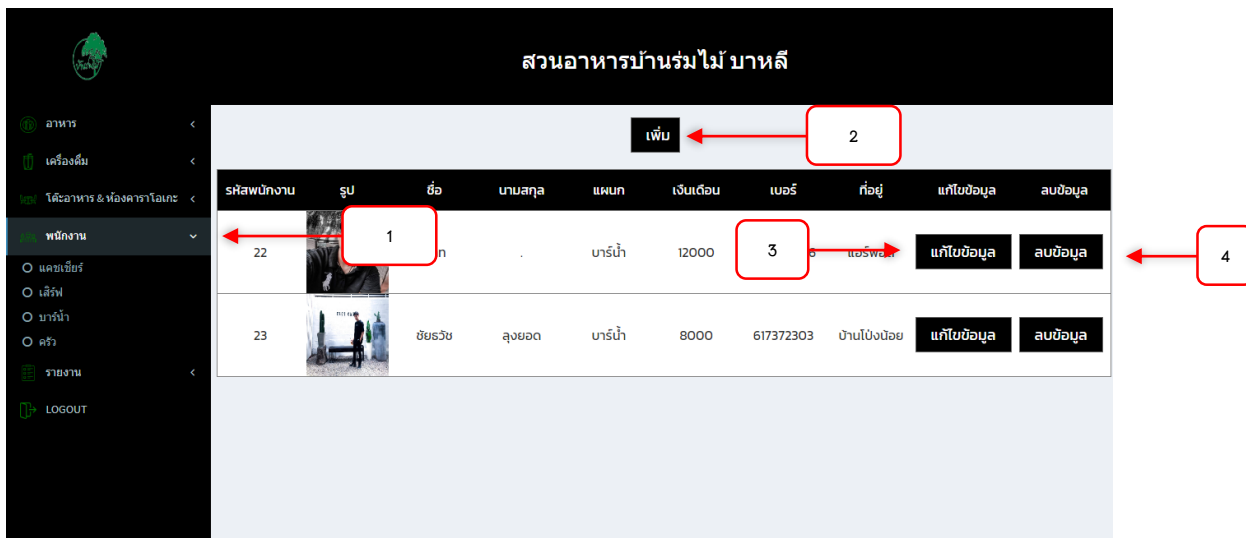 สวนอาหารบ้านร่มไม้ บาหลี
อาหาร
เครื่องดื่ม
โต๊ะอาหาร & ห้องคาราโอเกะ
พนักงาน
แคชเชียร์
เสิร์ฟ
บาร์น้ำ
ครัว
รายงาน
LOGOUT
เพิ่ม
2
รหัสพนักงาน รูป ชื่อ นามสกุล แผนก เงินเดือน เบอร์ ที่อยู่ แก้ไขข้อมูล ลบข้อมูล
22 1 . บาร์น้ำ 12000 3 แก้ไขข้อมูล ลบข้อมูล 4
23 ชัยธวัช ลุงยอด บาร์น้ำ 8000 617372303 บ้านโป่งน้อย แก้ไขข้อมูล ลบข้อมูล